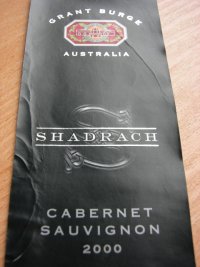 GRANT BURGE
AUSTRALIA
S
SHADRACH
CABERNET
SAUVIGNON
2000